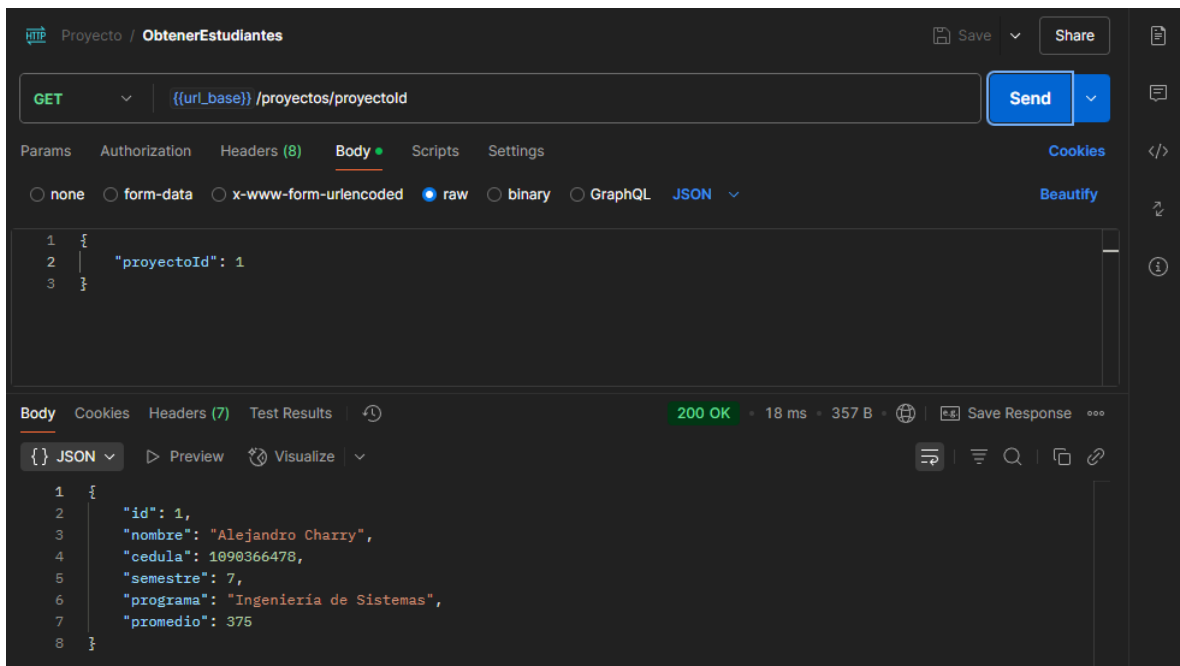 HTTP Proyecto / ObtenerEstudiantes Save Share
GET {{url_base}} /proyectos/proyectoId Send
Params Authorization Headers (8) Body Scripts Settings Cookies
none form-data x-www-form-urlencoded raw binary GraphQL JSON Beautify
1 {
2 "proyectoId": 1
3 }
Body Cookies Headers (7) Test Results 200 OK • 18 ms • 357 B • e.g. Save Response
{} JSON Preview Visualize
1 {
2 "id": 1,
3 "nombre": "Alejandro Charry",
4 "cedula": 1090366478,
5 "semestre": 7,
6 "programa": "Ingeniería de Sistemas",
7 "promedio": 375
8 }